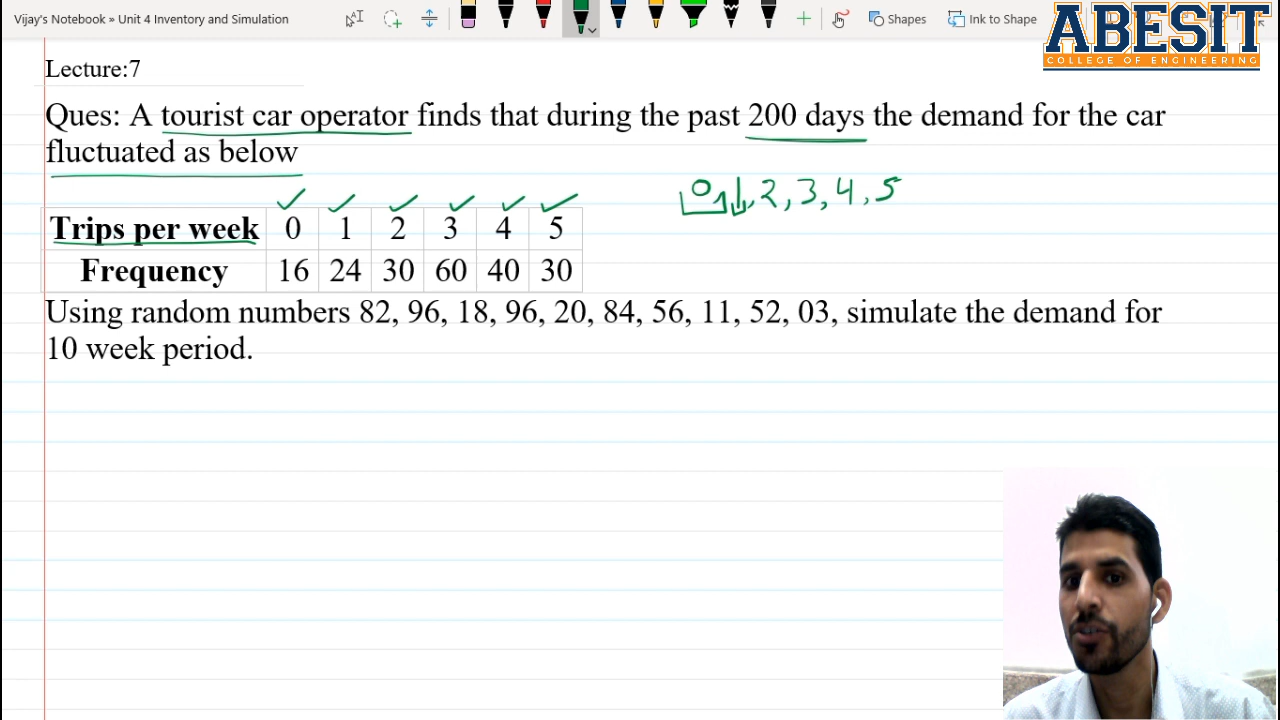 Vijay's Notebook » Unit 4 Inventory and Simulation
Shapes
Ink to Shape
ABESIT
COLLEGE OF ENGINEERING
Lecture:7
Ques: A tourist car operator finds that during the past 200 days the demand for the car
fluctuated as below
2, 3, 4, 5
Trips per week 0 1 2 3 4 5
Frequency 16 24 30 60 40 30
Using random numbers 82, 96, 18, 96, 20, 84, 56, 11, 52, 03, simulate the demand for
10 week period.